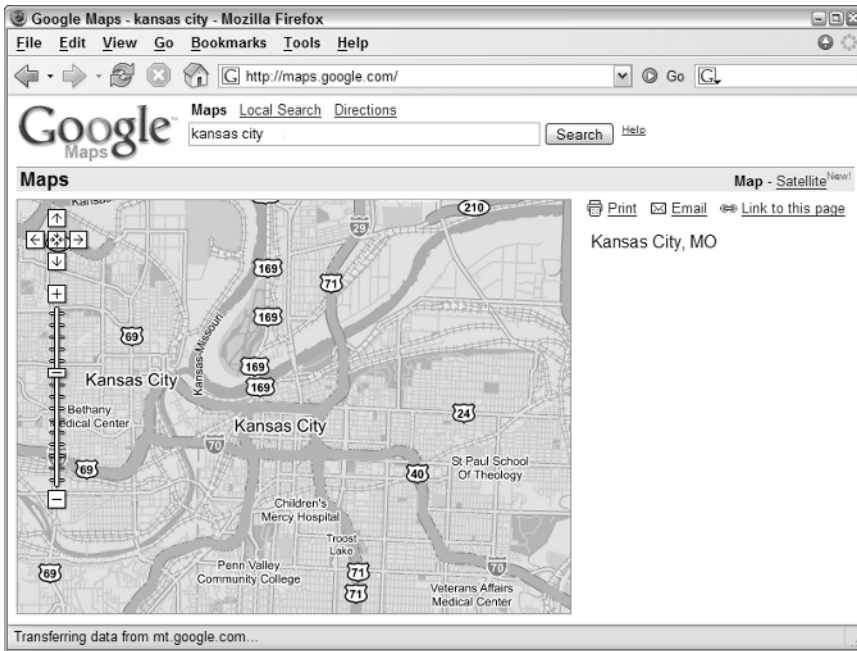 Google Maps - kansas city - Mozilla Firefox
File Edit View Go Bookmarks Tools Help
G http://maps.google.com/ Go G
Google™ Maps
Maps Local Search Directions
kansas city Search Help
Maps Map - Satellite New!
Print Email Link to this page
Kansas City, MO
Kansas
210
29
169
71
169
69
Kansas-Missouri
169
169
Kansas City
Bethany
Medical Center
24
Kansas City
70
69
40
St Paul School
Of Theology
Children's
Mercy Hospital
Troost
Lake
Penn Valley
Community College
69
71
71
70
Veterans Affairs
Medical Center
Transferring data from mt.google.com...